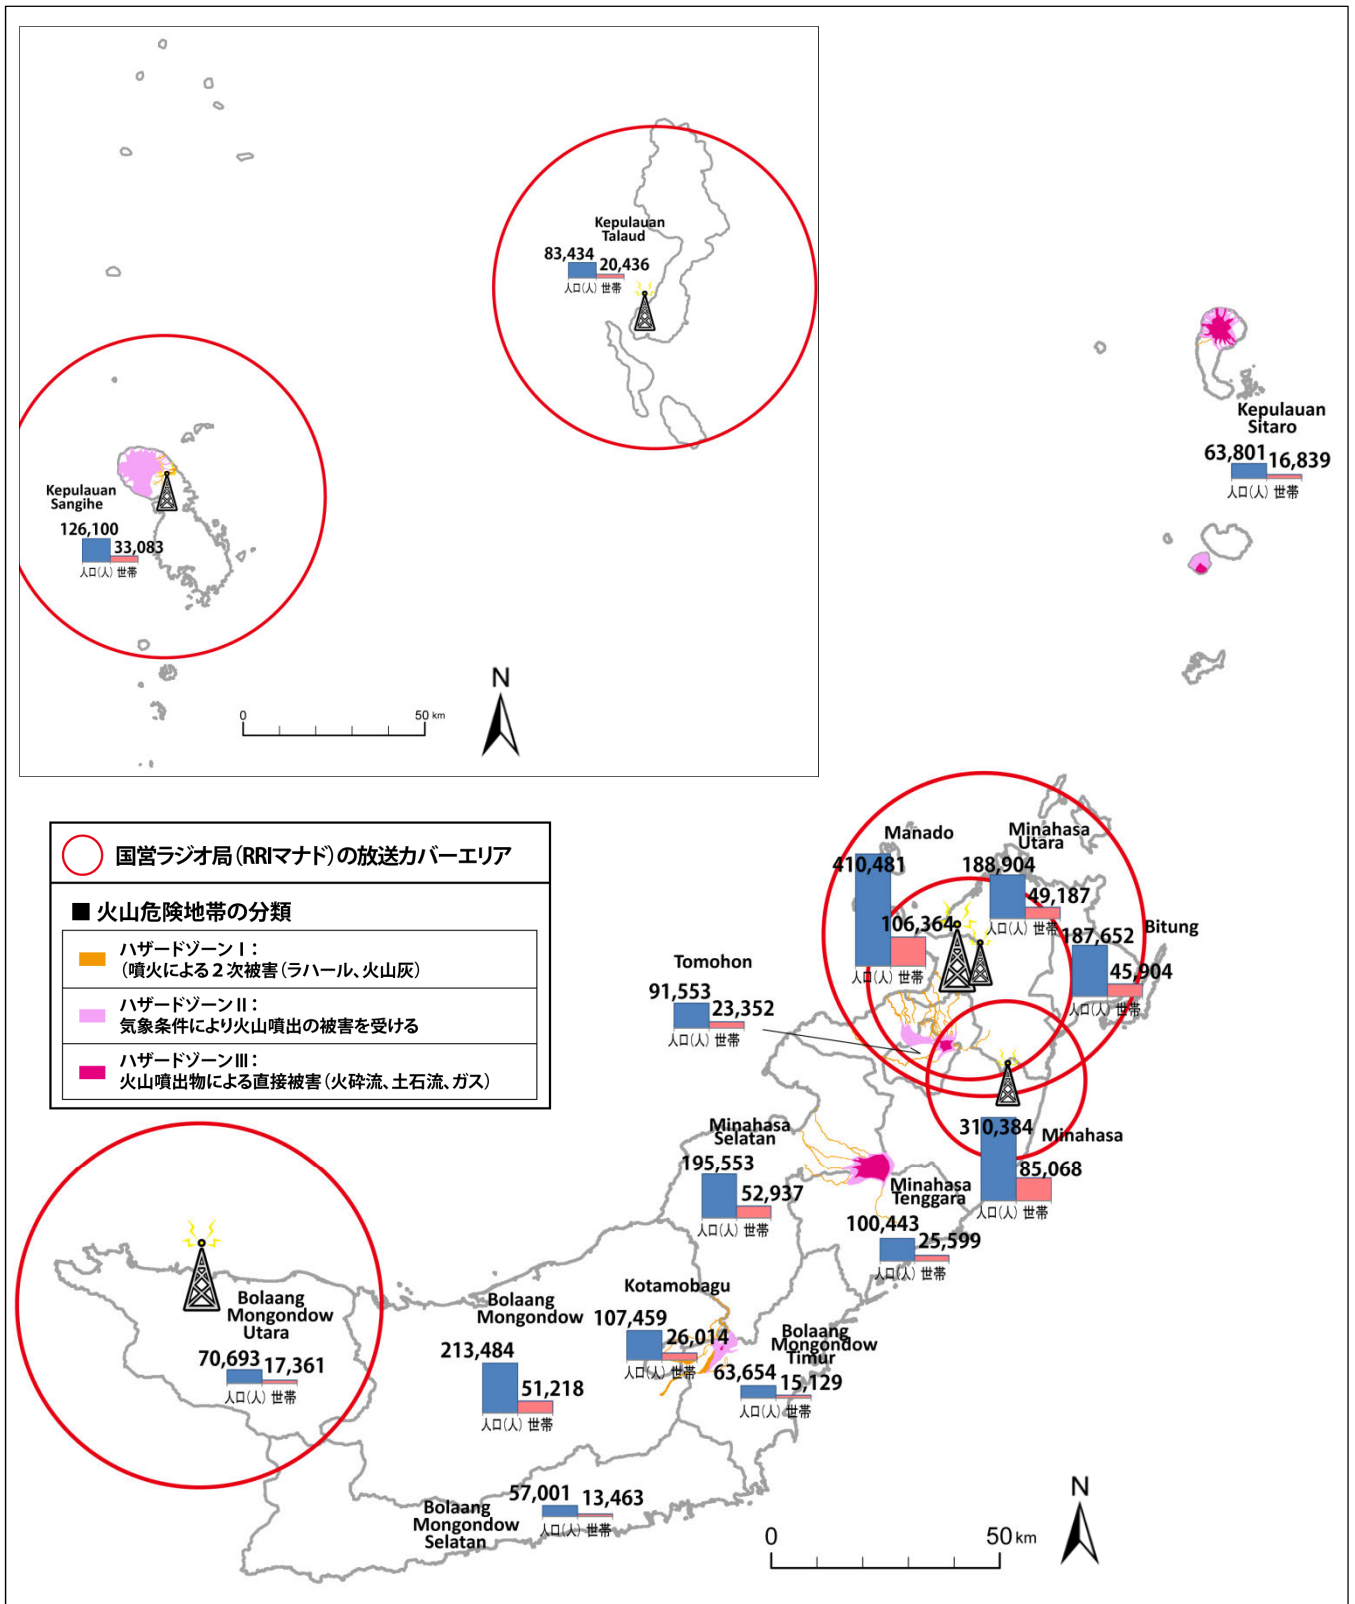 Kepulauan
Talaud
83,434
20,436
人口(人) 世帯
Kepulauan
Sangihe
126,100
33,083
人口(人) 世帯
N
0
50 km
Kepulauan
Sitaro
63,801
16,839
人口(人) 世帯
国営ラジオ局(RRIマナド)の放送カバーエリア
■ 火山危険地帯の分類
ハザードゾーンⅠ:
(噴火による2次被害(ラハール、火山灰)
ハザードゾーンⅡ:
気象条件により火山噴出の被害を受ける
ハザードゾーンⅢ:
火山噴出物による直接被害(火砕流、土石流、ガス)
Manado
410,481
106,364
人口(人) 世帯
Minahasa
Utara
188,904
49,187
人口(人) 世帯
Bitung
187,652
45,904
人口(人) 世帯
Tomohon
91,553
23,352
人口(人) 世帯
Minahasa
310,384
85,068
人口(人) 世帯
Minahasa
Selatan
195,553
52,937
人口(人) 世帯
Minahasa
Tenggara
100,443
25,599
人口(人) 世帯
Kotamobagu
107,459
26,014
人口(人) 世帯
Bolaang
Mongondow
213,484
51,218
人口(人) 世帯
Bolaang
Mongondow
Timur
63,654
15,129
人口(人) 世帯
Bolaang
Mongondow
Utara
70,693
17,361
人口(人) 世帯
Bolaang
Mongondow
Selatan
57,001
13,463
人口(人) 世帯
N
0
50 km